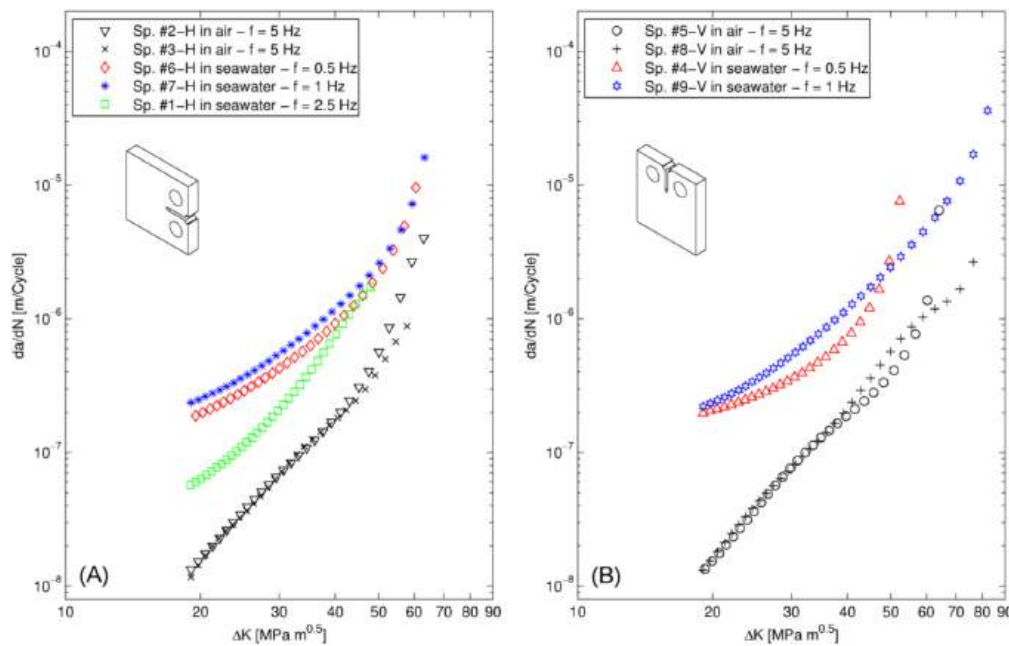 Sp. #2-H in air – f = 5 Hz
Sp. #3-H in air – f = 5 Hz
Sp. #6-H in seawater – f = 0.5 Hz
Sp. #7-H in seawater – f = 1 Hz
Sp. #1-H in seawater – f = 2.5 Hz
10^-4
10^-5
10^-6
10^-7
10^-8
da/dN [m/Cycle]
(A)
10 20 30 40 50 60 70 80 90
ΔK [MPa m^0.5]
Sp. #5-V in air – f = 5 Hz
Sp. #8-V in air – f = 5 Hz
Sp. #4-V in seawater – f = 0.5 Hz
Sp. #9-V in seawater – f = 1 Hz
10^-4
10^-5
10^-6
10^-7
10^-8
da/dN [m/Cycle]
(B)
10 20 30 40 50 60 70 80 90
ΔK [MPa m^0.5]